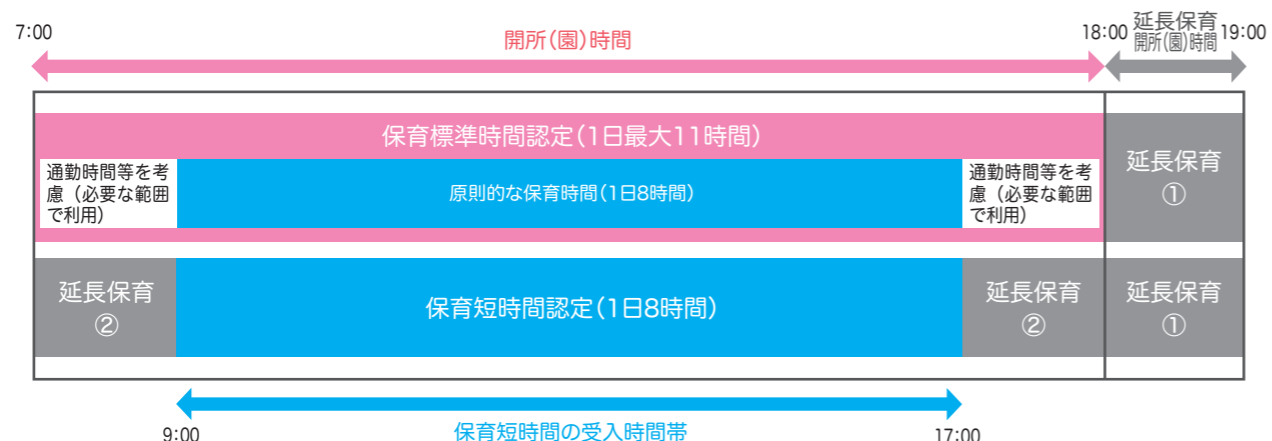 7:00
開所(園)時間
18:00
延長保育
開所(園)時間
19:00
保育標準時間認定(1日最大11時間)
通勤時間等を考
慮(必要な範囲
で利用)
原則的な保育時間(1日8時間)
通勤時間等を考
慮(必要な範囲
で利用)
延長保育
①
延長保育
②
保育短時間認定(1日8時間)
延長保育
②
延長保育
①
9:00
保育短時間の受入時間帯
17:00